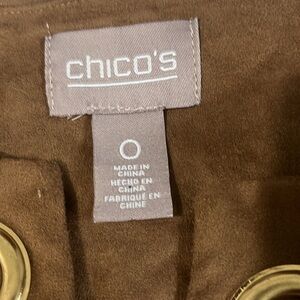 chico's
0
MADE IN
CHINA
HECHO EN
CHINA
FABRIQUÉ EN
CHINE